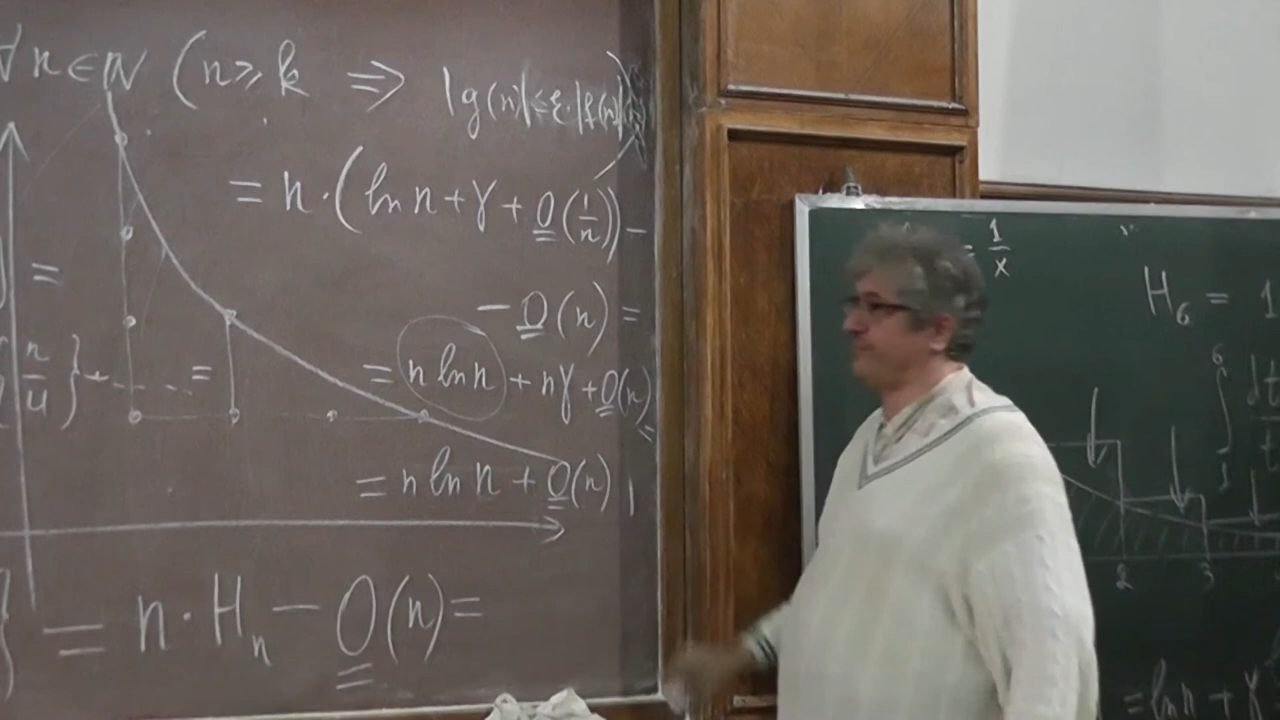 ∀n∈ℕ (n⩾k ⇒ |g(n)|≤ε·|f(n)|)
= n·(ln n + γ + O(1/n)) −
− O(n) =
= n ln n + nγ + O(n) =
= n ln n + O(n),
=
n/4 } + - - - - =
} = n·Hₙ − O(n) =
= 1/x
H₆ = 1
6
∫ dt/t
1
2 3
= ln n + γ